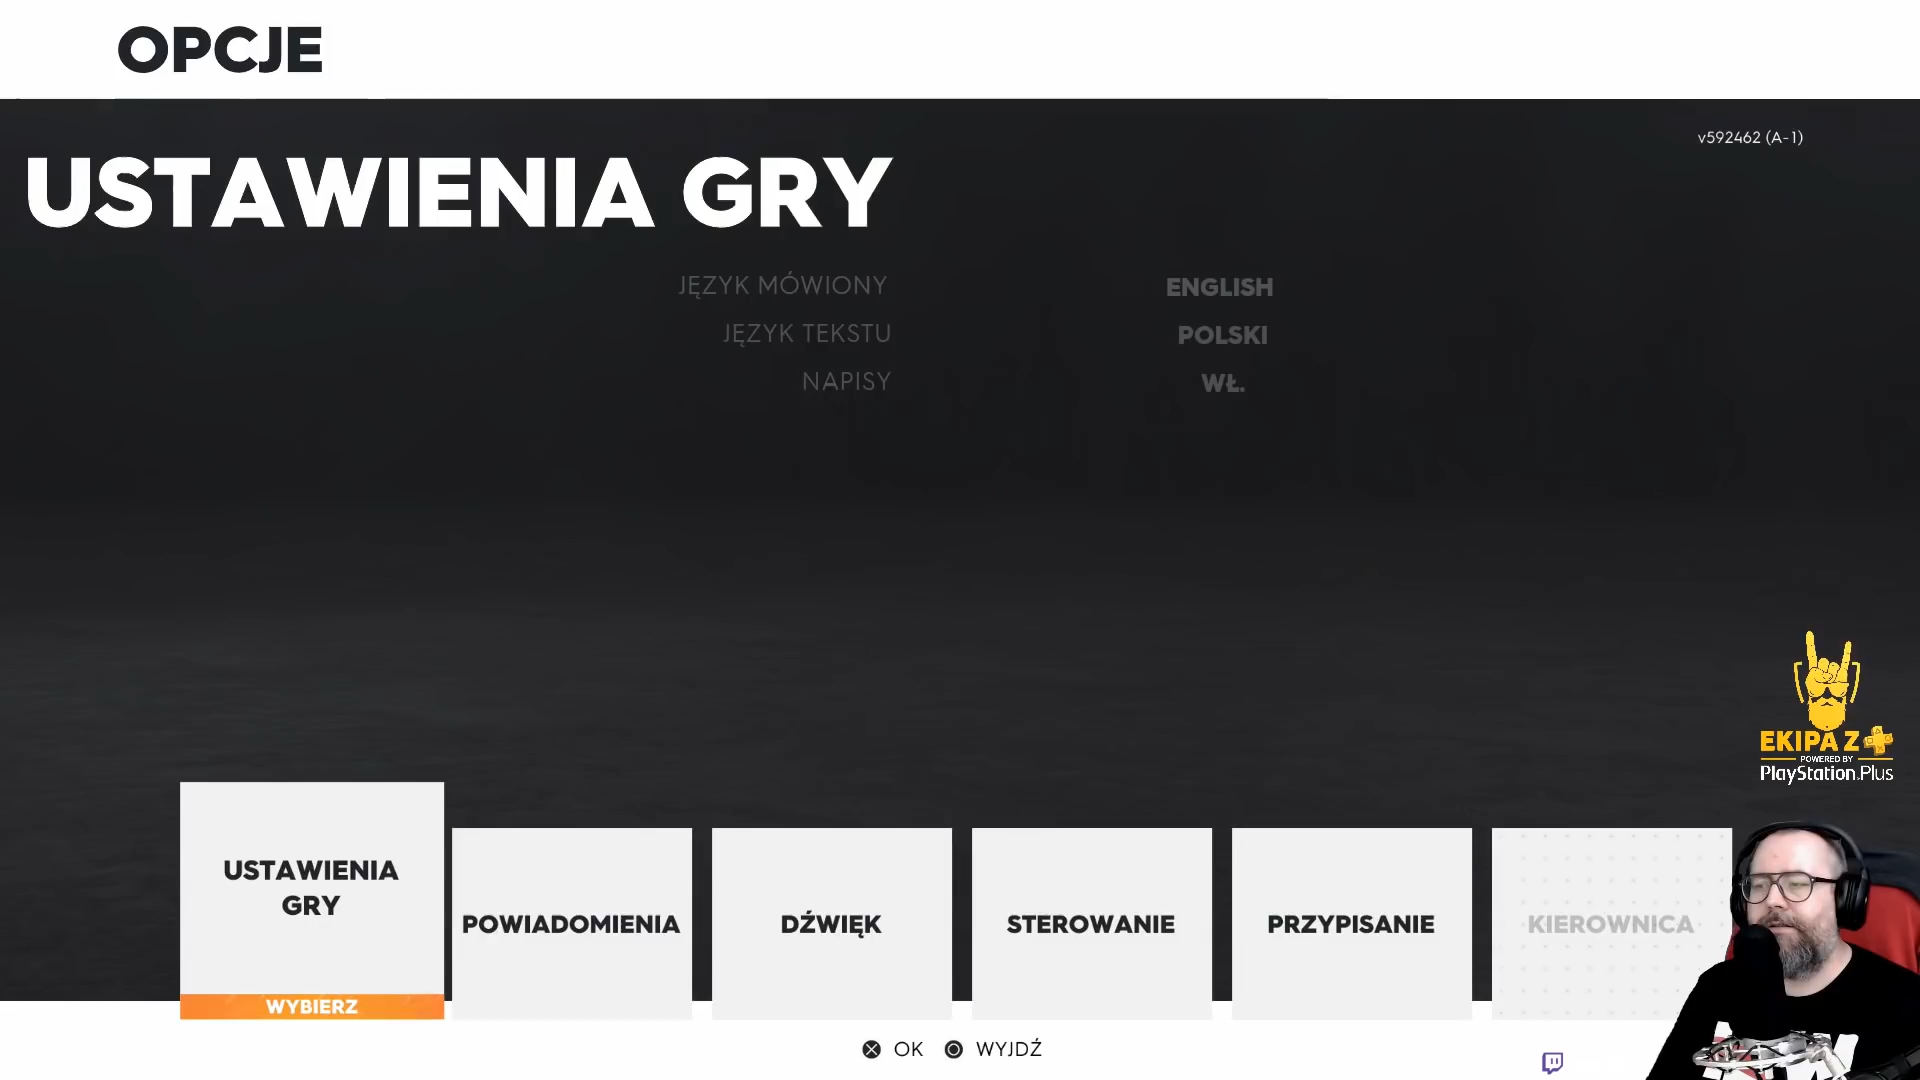 OPCJE
v592462 (A-1)
USTAWIENIA GRY
JĘZYK MÓWIONY ENGLISH
JĘZYK TEKSTU POLSKI
NAPISY WŁ.
EKIPA Z
POWERED BY
PlayStation.Plus
USTAWIENIA
GRY
WYBIERZ
POWIADOMIENIA
DŹWIĘK
STEROWANIE
PRZYPISANIE
KIEROWNICA
OK WYJDŹ